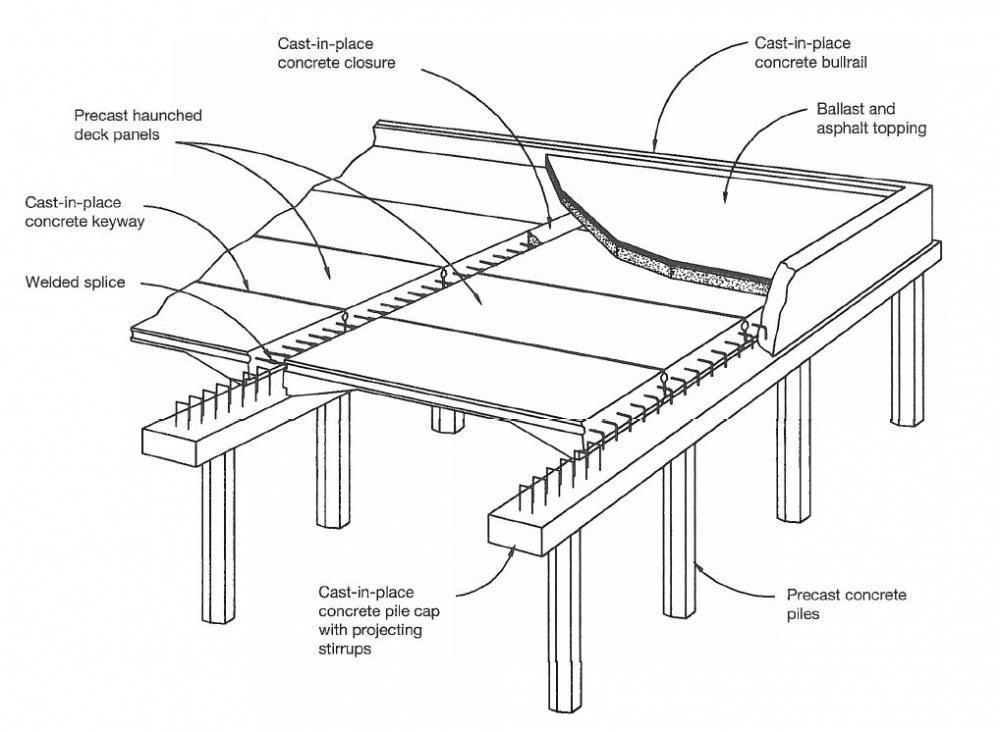 Cast-in-place
concrete closure
Cast-in-place
concrete bullrail
Precast haunched
deck panels
Ballast and
asphalt topping
Cast-in-place
concrete keyway
Welded splice
Cast-in-place
concrete pile cap
with projecting
stirrups
Precast concrete
piles